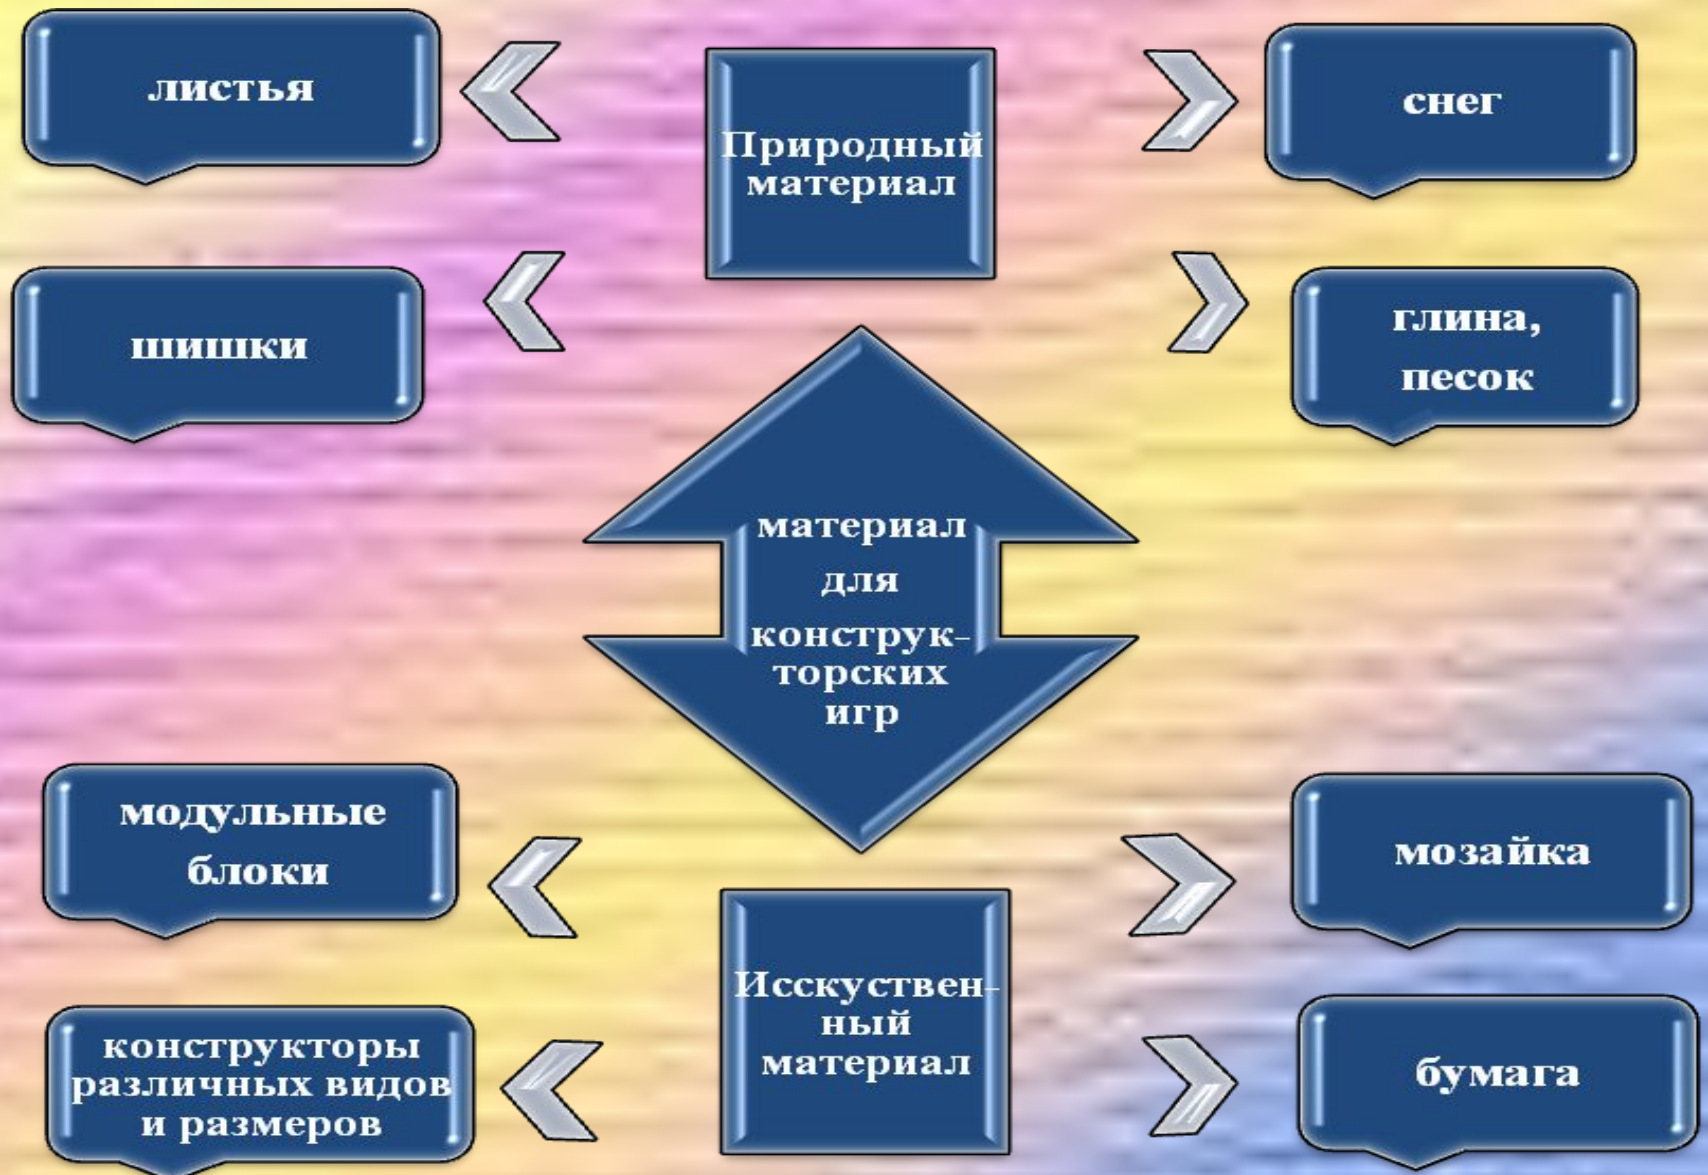 листья
Природный
материал
снег
шишки
глина,
песок
материал
для
конструк-
торских
игр
модульные
блоки
мозайка
Исскуствен-
ный
материал
конструкторы
различных видов
и размеров
бумага